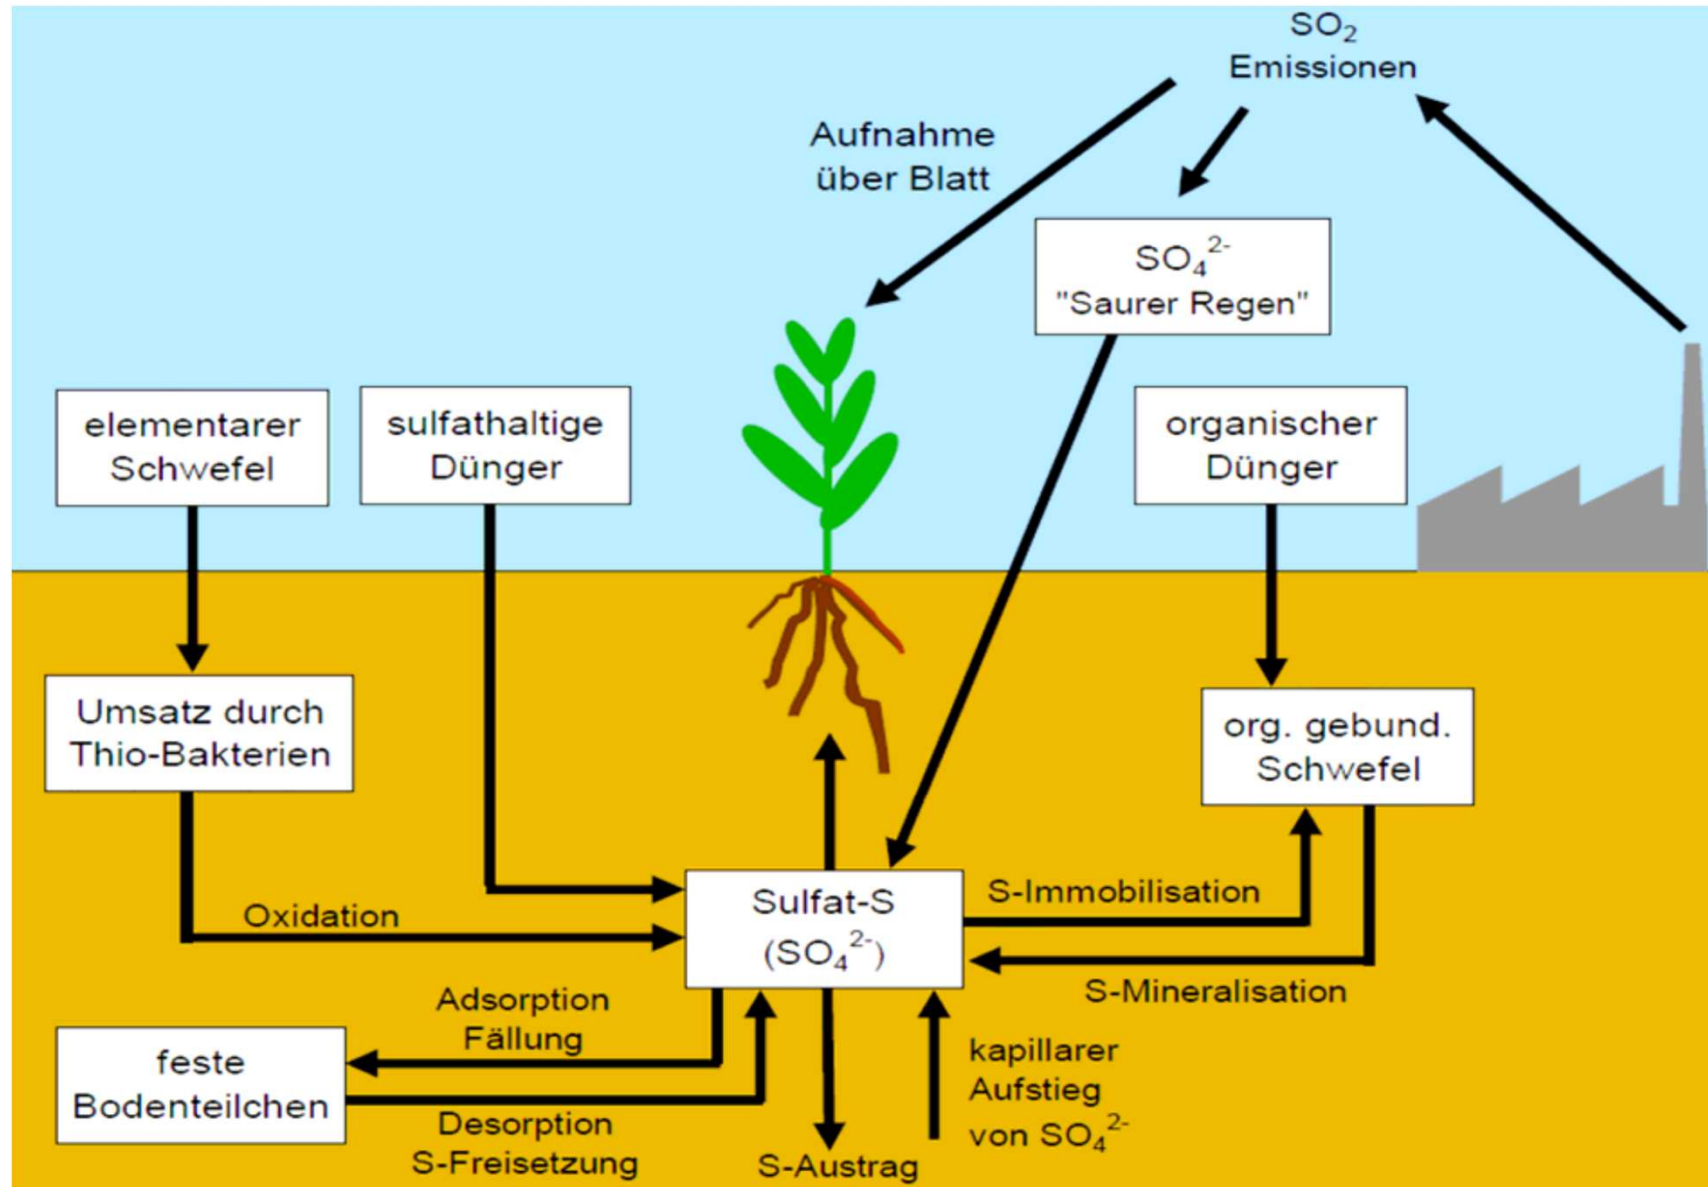 SO₂
Emissionen
Aufnahme
über Blatt
SO₄²⁻
"Saurer Regen"
elementarer
Schwefel
sulfathaltige
Dünger
organischer
Dünger
Umsatz durch
Thio-Bakterien
org. gebund.
Schwefel
Oxidation
Sulfat-S
(SO₄²⁻)
S-Immobilisation
S-Mineralisation
Adsorption
Fällung
feste
Bodenteilchen
Desorption
S-Freisetzung
S-Austrag
kapillarer
Aufstieg
von SO₄²⁻